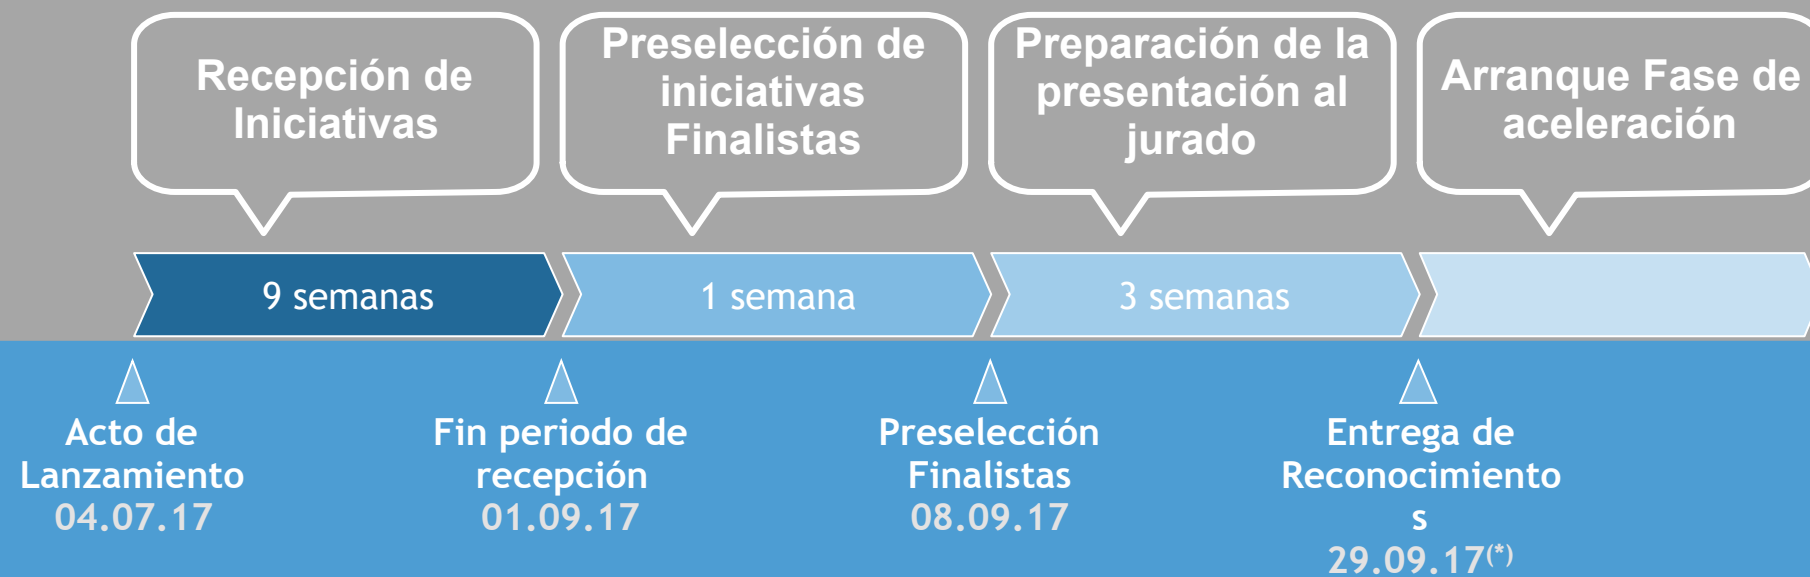 Recepción de
Iniciativas
Preselección de
iniciativas
Finalistas
Preparación de la
presentación al
jurado
Arranque Fase de
aceleración
9 semanas
1 semana
3 semanas
Acto de
Lanzamiento
04.07.17
Fin periodo de
recepción
01.09.17
Preselección
Finalistas
08.09.17
Entrega de
Reconocimiento
s
29.09.17(*)